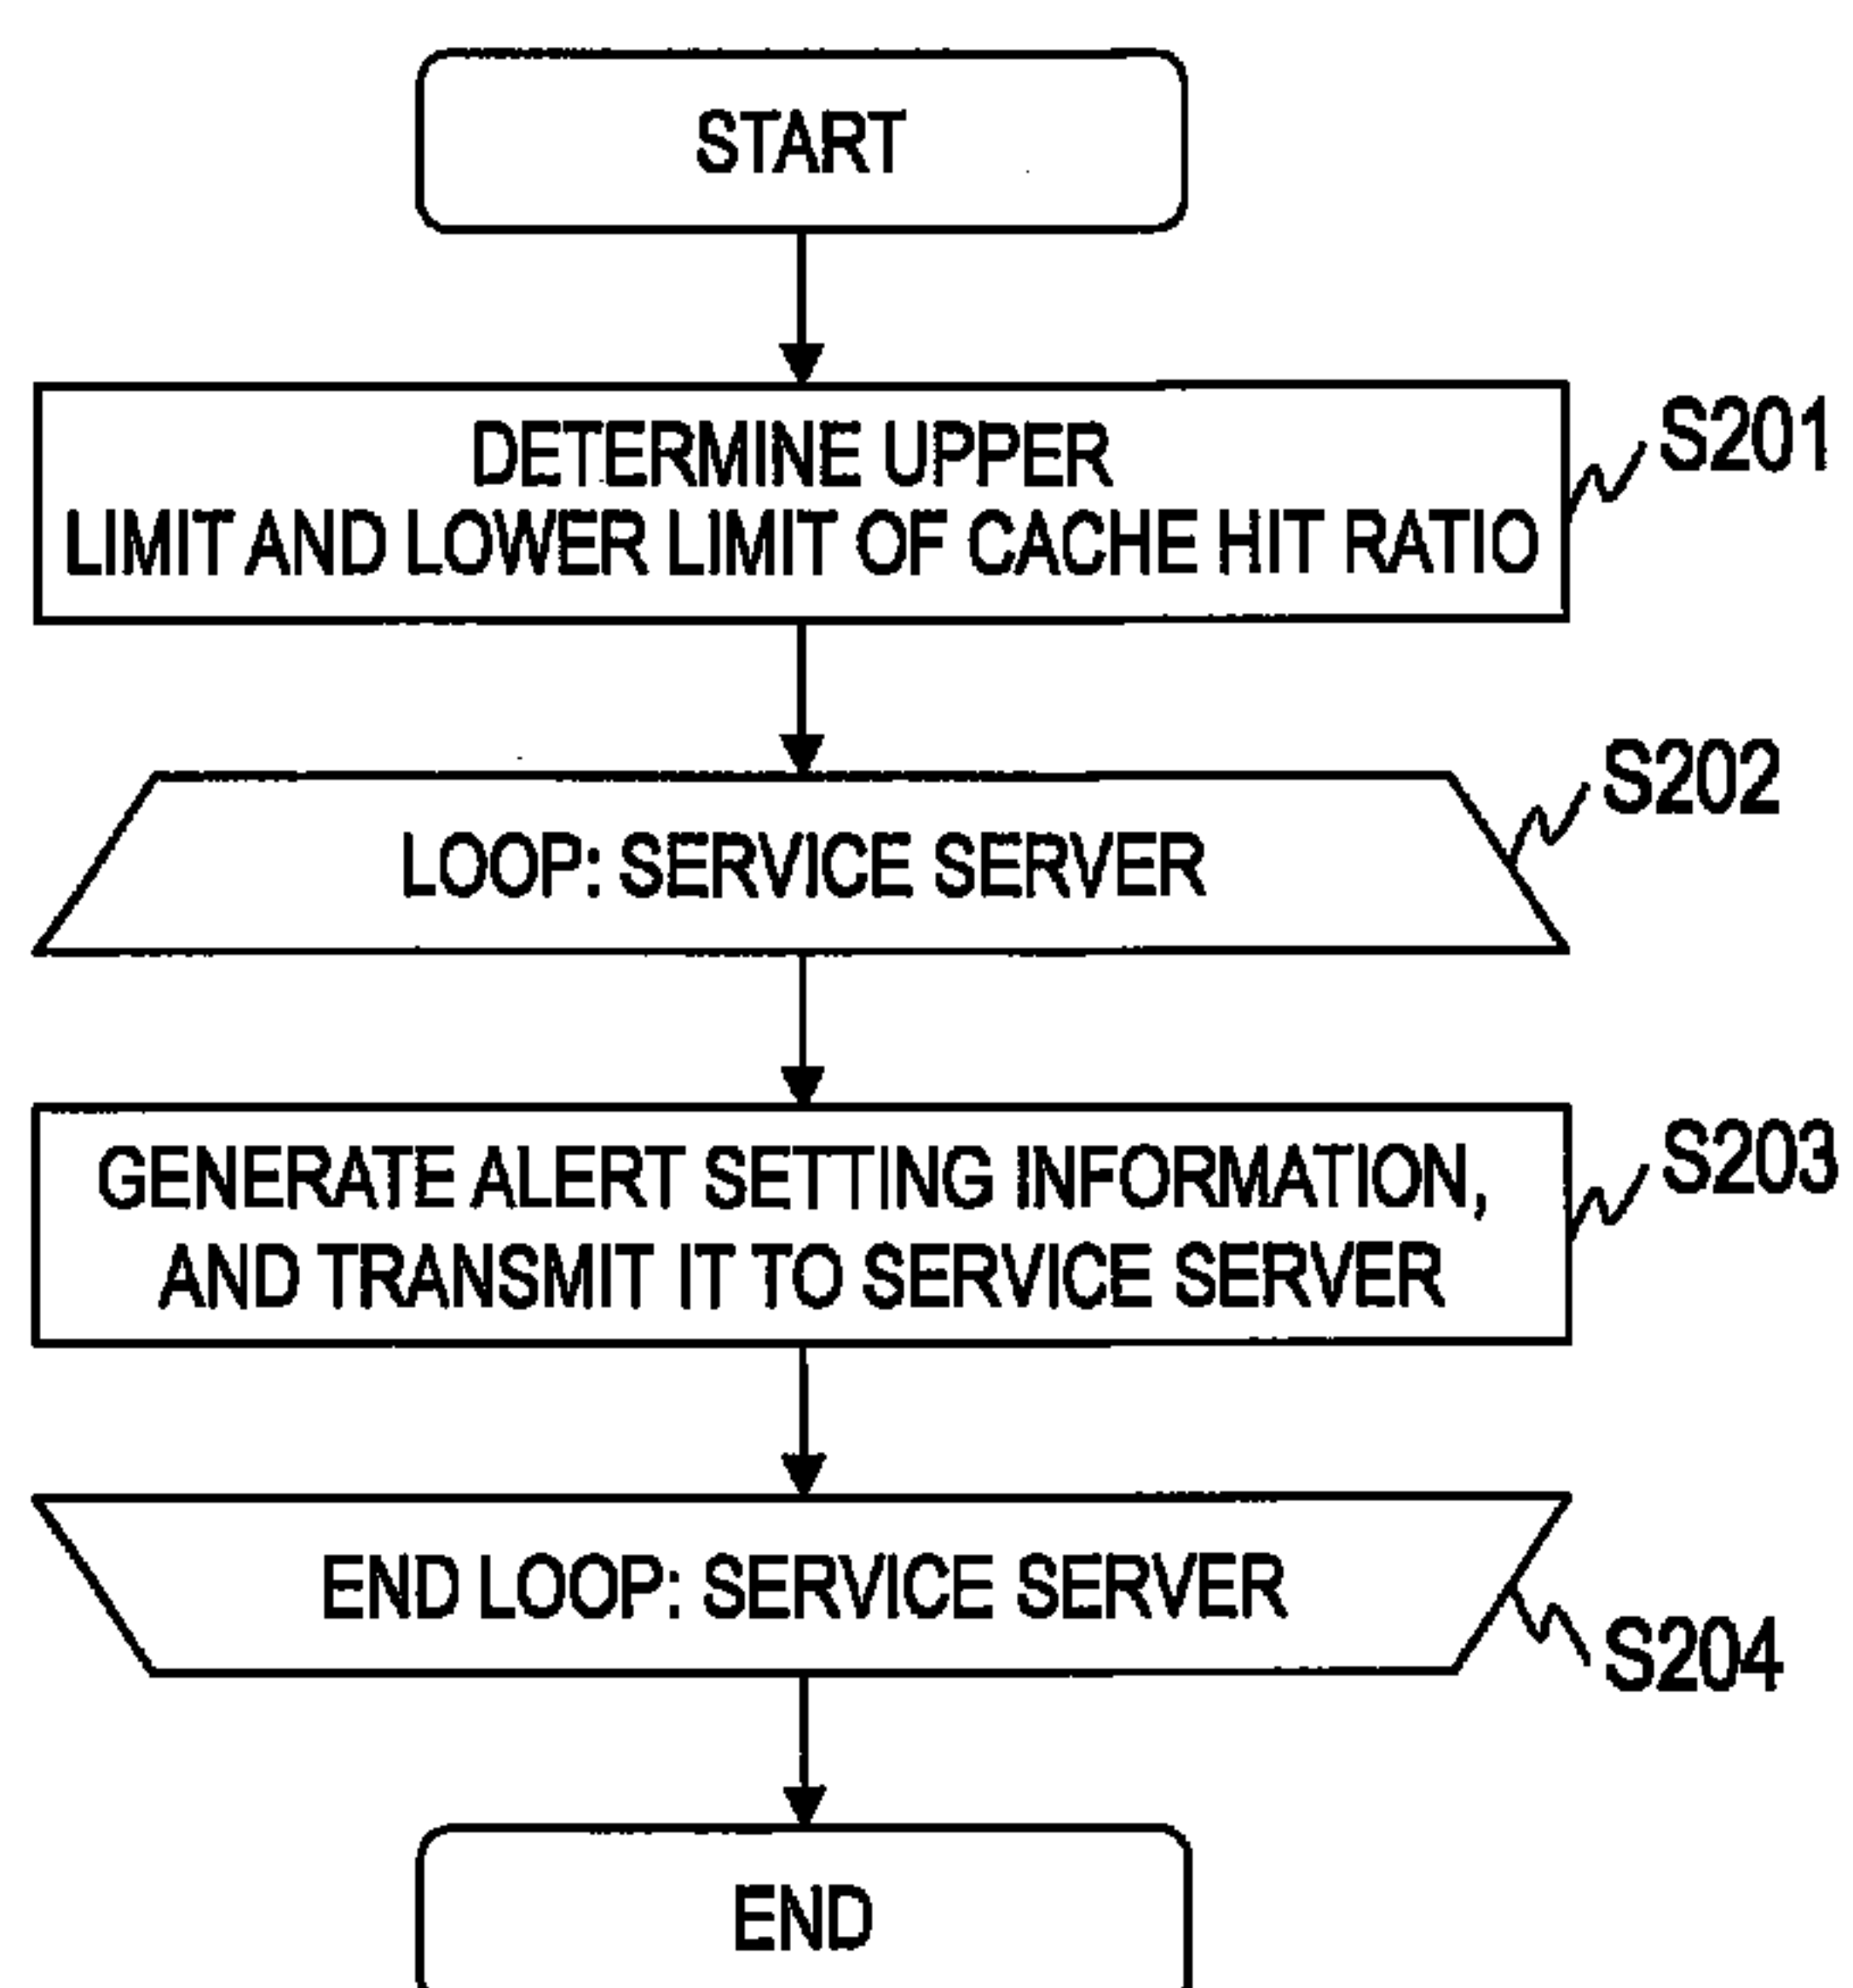 START
DETERMINE UPPER
LIMIT AND LOWER LIMIT OF CACHE HIT RATIO
S201
S202
LOOP: SERVICE SERVER
GENERATE ALERT SETTING INFORMATION,
AND TRANSMIT IT TO SERVICE SERVER
S203
END LOOP: SERVICE SERVER
S204
END